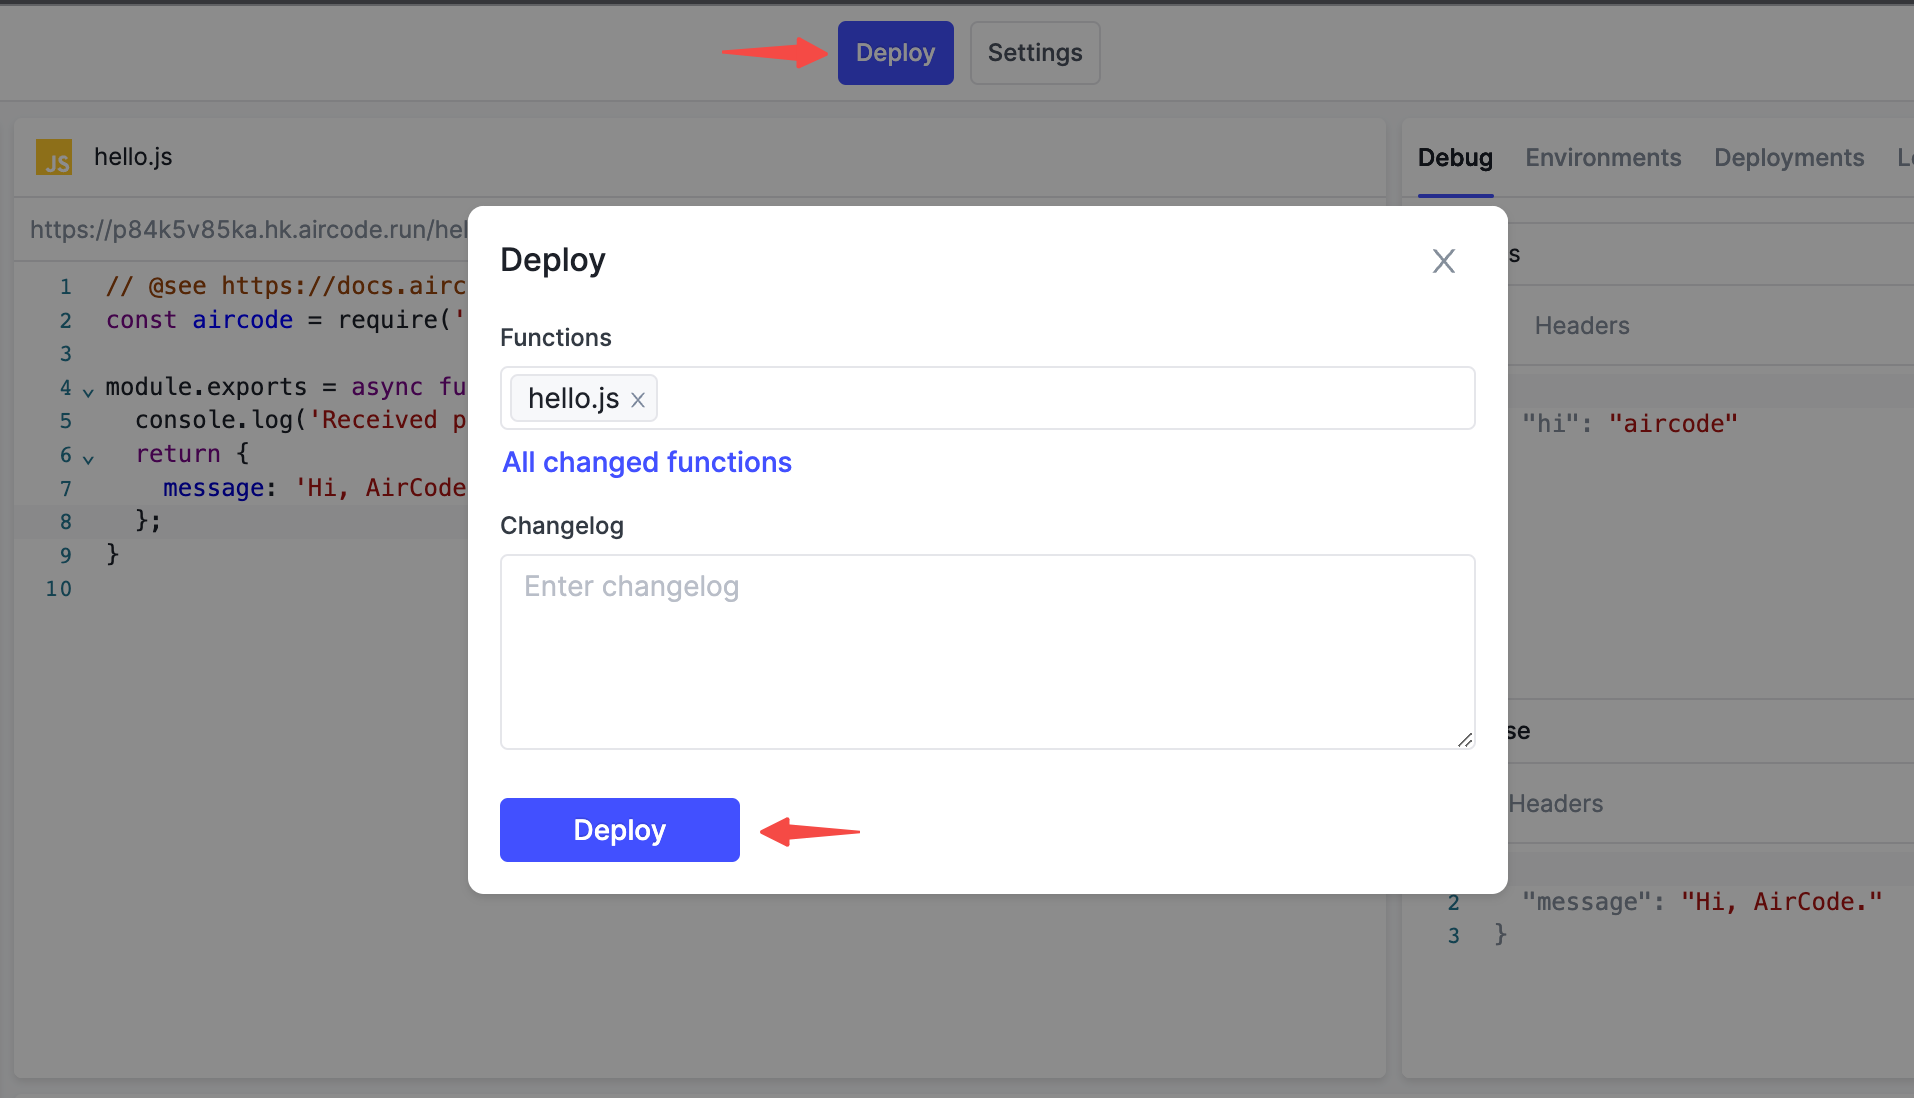 Deploy
Settings
JS
hello.js
https://p84k5v85ka.hk.aircode.run/hel
1 // @see https://docs.airc
2 const aircode = require('
3
4 module.exports = async fu
5 console.log('Received p
6 return {
7 message: 'Hi, AirCode
8 };
9 }
10
Deploy
Functions
hello.js
All changed functions
Changelog
Enter changelog
Deploy
Debug Environments Deployments
s
Headers
"hi": "aircode"
se
Headers
2 "message": "Hi, AirCode."
3 }